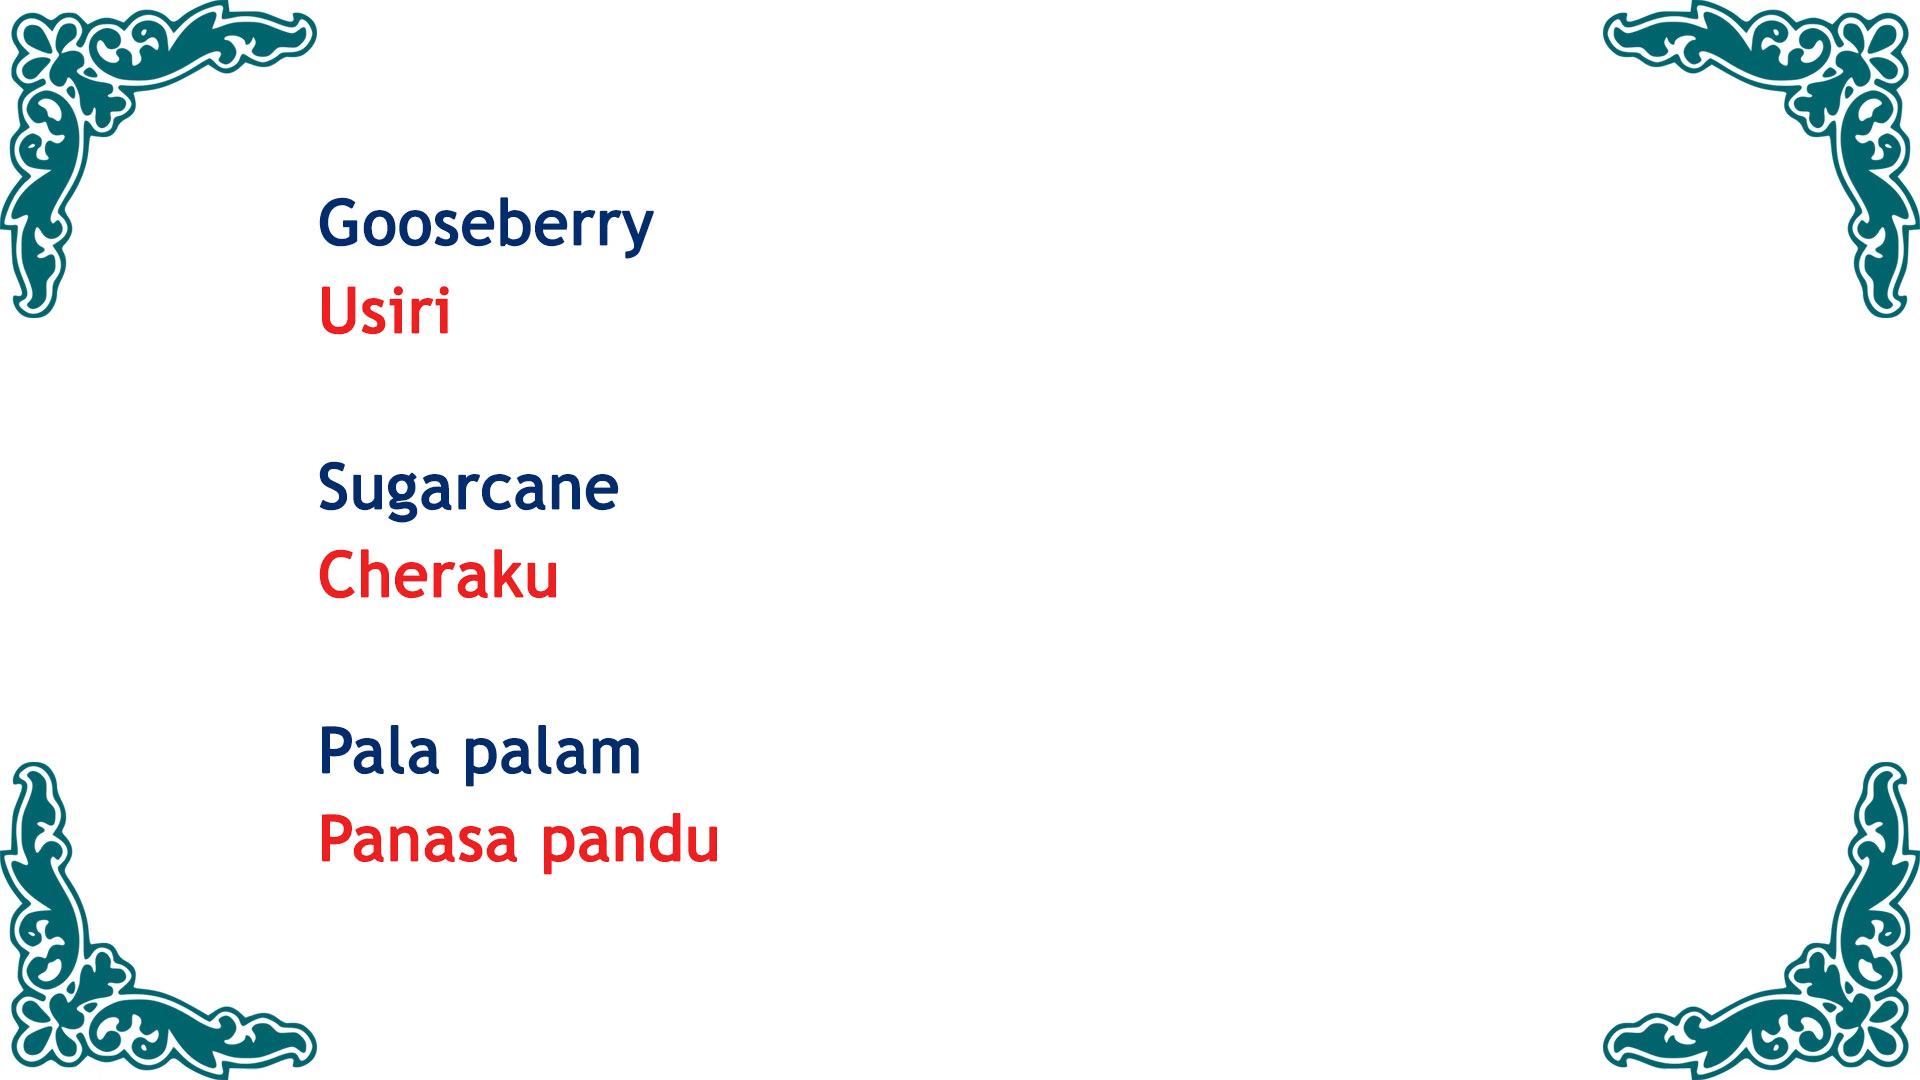 Gooseberry
Usiri
Sugarcane
Cheraku
Pala palam
Panasa pandu